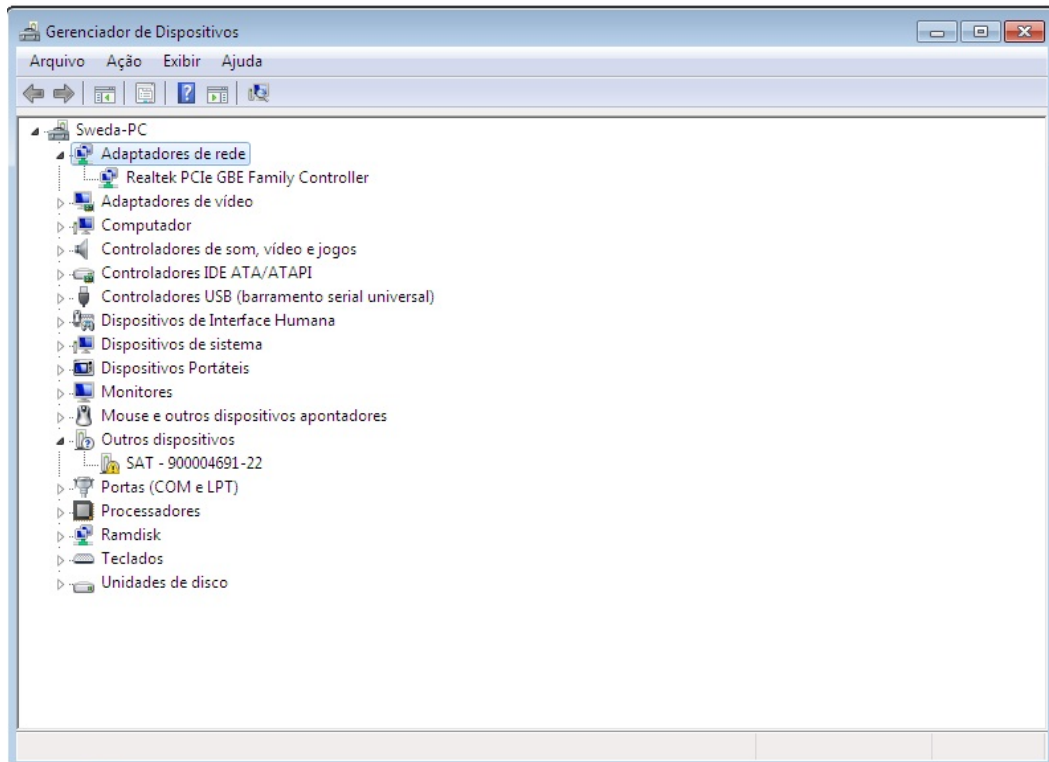 Gerenciador de Dispositivos
Arquivo Ação Exibir Ajuda
Sweda-PC
Adaptadores de rede
Realtek PCIe GBE Family Controller
Adaptadores de vídeo
Computador
Controladores de som, vídeo e jogos
Controladores IDE ATA/ATAPI
Controladores USB (barramento serial universal)
Dispositivos de Interface Humana
Dispositivos de sistema
Dispositivos Portáteis
Monitores
Mouse e outros dispositivos apontadores
Outros dispositivos
SAT - 900004691-22
Portas (COM e LPT)
Processadores
Ramdisk
Teclados
Unidades de disco